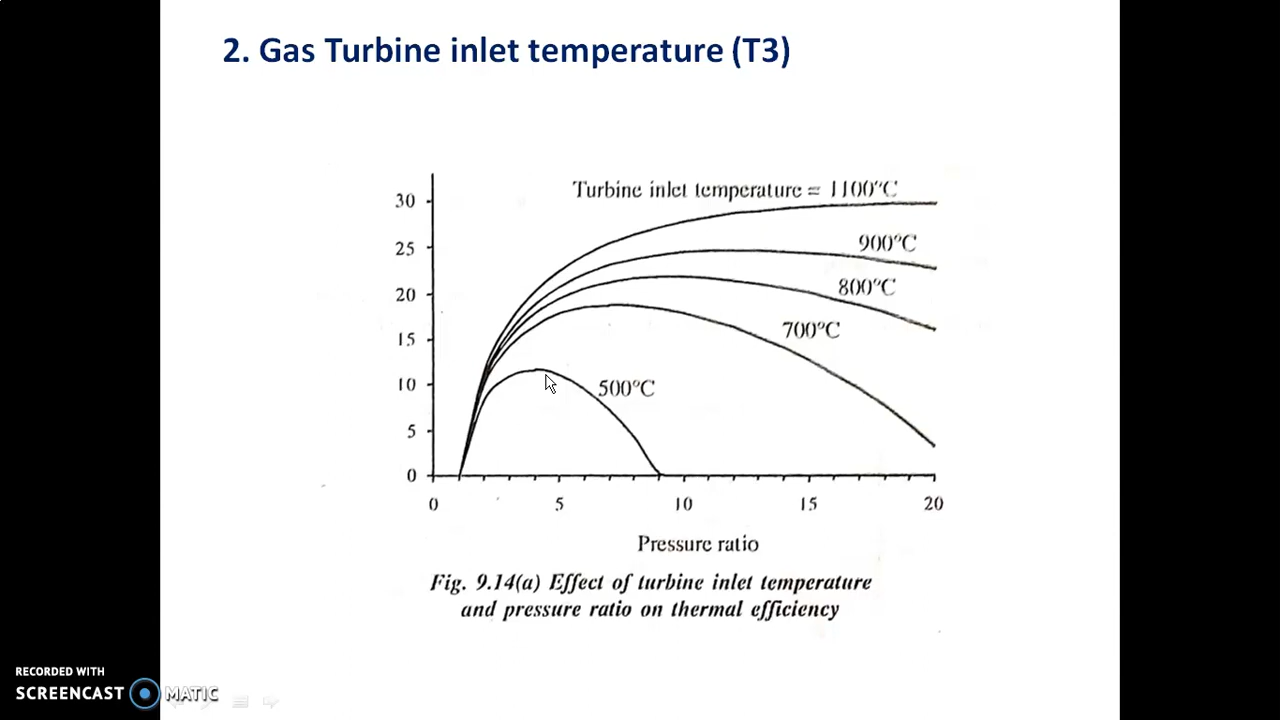 2. Gas Turbine inlet temperature (T3)
Turbine inlet temperature = 1100°C
30
25
900°C
20
800°C
15
700°C
10
500°C
5
0
0
5
10
15
20
Pressure ratio
Fig. 9.14(a) Effect of turbine inlet temperature
and pressure ratio on thermal efficiency
RECORDED WITH
SCREENCAST MATIC